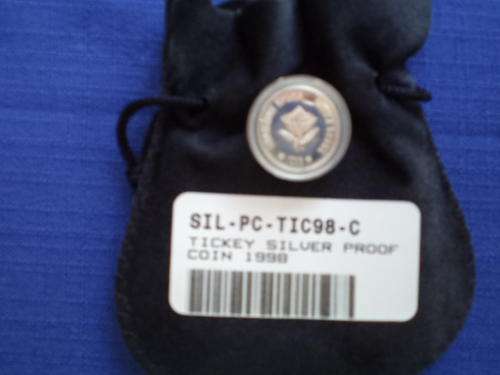 SIL-PC-TIC98-C
TICKEY SILVER PROOF
COIN 1998